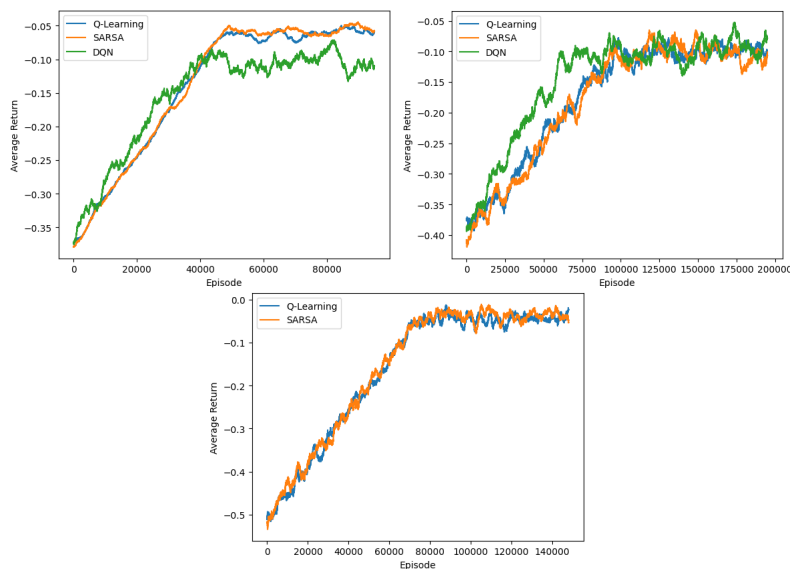 −0.05
−0.10
−0.15
−0.20
−0.25
−0.30
−0.35
Average Return
Q-Learning
SARSA
DQN
0 20000 40000 60000 80000
Episode
−0.05
−0.10
−0.15
−0.20
−0.25
−0.30
−0.35
−0.40
Average Return
Q-Learning
SARSA
DQN
0 25000 50000 75000 100000 125000 150000 175000 200000
Episode
0.0
−0.1
−0.2
−0.3
−0.4
−0.5
Average Return
Q-Learning
SARSA
0 20000 40000 60000 80000 100000 120000 140000
Episode